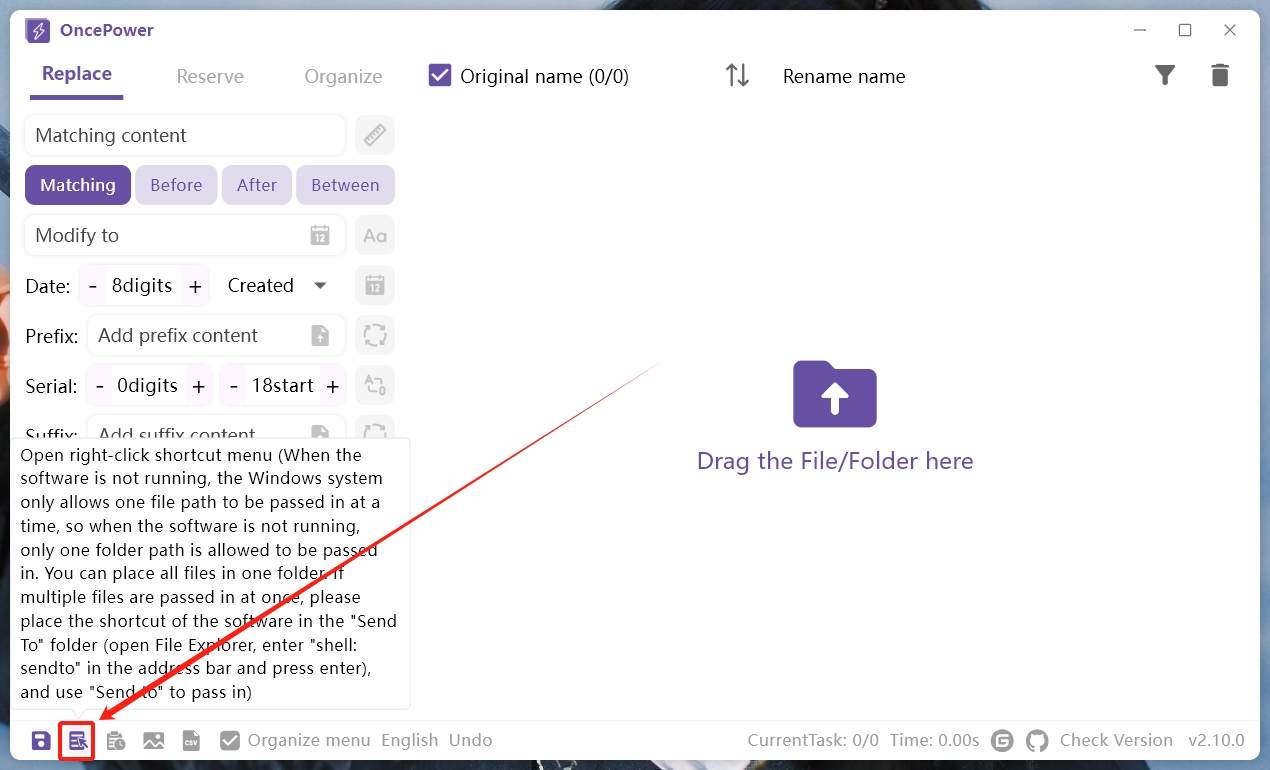 OncePower
Replace
Reserve
Organize
Original name (0/0)
Rename name
Matching content
Matching
Before
After
Between
Modify to
12
Aa
Date:
- 8digits +
Created
12
Prefix:
Add prefix content
Serial:
- 0digits +
- 18start +
Suffix:
Add suffix content
Drag the File/Folder here
Open right-click shortcut menu (When the
software is not running, the Windows system
only allows one file path to be passed in at a
time, so when the software is not running,
only one folder path is allowed to be passed
in. You can place all files in one folder. If
multiple files are passed in at once, please
place the shortcut of the software in the "Send
To" folder (open File Explorer, enter "shell:
sendto" in the address bar and press enter),
and use "Send to" to pass in)
CSV
Organize menu
English
Undo
CurrentTask: 0/0
Time: 0.00s
Check Version
v2.10.0